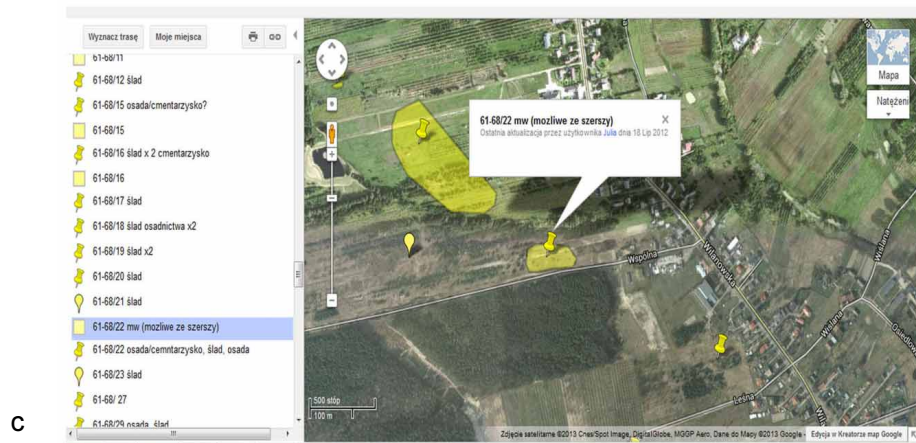 Wyznacz trasę
Moje miejsca
61-68/11
61-68/12 ślad
61-68/15 osada/cmentarzysko?
61-68/15
61-68/16 ślad x 2 cmentarzysko
61-68/16
61-68/17 ślad
61-68/18 ślad osadnictwa x2
61-68/19 ślad x2
61-68/20 ślad
61-68/21 ślad
61-68/22 mw (mozliwe ze szerszy)
61-68/22 osada/cemntarzysko, ślad, osada
61-68/23 ślad
61-68/ 27
61-68/29 osada, ślad
c
61-68/22 mw (mozliwe ze szerszy)
Ostatnia aktualizacja przez użytkownika Julia dnia 18 Lip 2012
Mapa
Natężeni
Wspólna
Wilanowska
Wiślana
Wiślana
Osiedlow
Leśna
Wil
500 stóp
100 m
Zdjęcie satelitarne ©2013 Cnes/Spot Image, DigitalGlobe, MGGP Aero, Dane do Mapy ©2013 Google -
Edycja w Kreatorze map Google